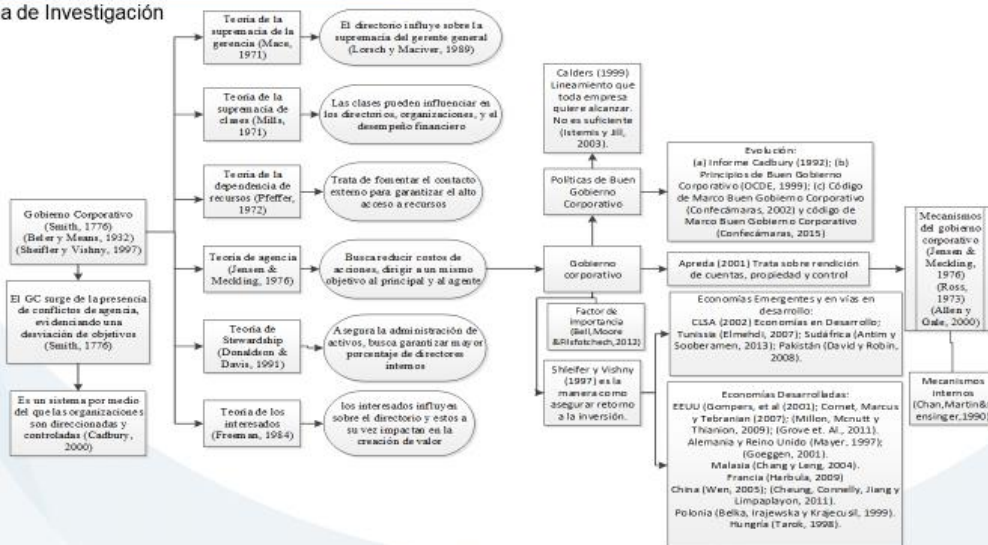 a de Investigación
Gobierno Corporativo
(Smith, 1776)
(Beler y Means, 1932)
(Sheifler y Vishny, 1997)
El GC surge de la presencia
de conflictos de agencia,
evidenciando una
desviación de objetivos
(Smith, 1776)
Es un sistema por medio
del que las organizaciones
son direccionadas y
controladas (Cadbury,
2000)
Teoría de la
supremacía de la
gerencia (Mace,
1971)
El directorio influye sobre la
supremacía del gerente general
(Lorsch y Maciver, 1989)
Teoría de la
supremacía de
clases (Mills,
1971)
Las clases pueden influenciar en
los directorios, organizaciones, y el
desempeño financiero
Teoría de la
dependencia de
recursos (Pfeffer,
1972)
Trata de fomentar el contacto
externo para garantizar el alto
acceso a recursos
Teoría de agencia
(Jensen &
Meckling, 1976)
Busca reducir costos de
acciones, dirigir a un mismo
objetivo al principal y al agente
Teoría de
Stewardship
(Donaldson &
Davis, 1991)
Asegura la administración de
activos, busca garantizar mayor
porcentaje de directores
internos
Teoría de los
interesados
(Freeman, 1984)
los interesados influyen
sobre el directorio y estos a
su vez impactan en la
creación de valor
Calders (1999)
Lineamiento que
toda empresa
quiere alcanzar.
No es suficiente
(Istemis y Jill,
2003).
Políticas de Buen
Gobierno
Corporativo
Gobierno
corporativo
Factor de
importancia
(Bell, Moore
&Filsfotchech, 2012)
Shleifer y Vishny
(1997) es la
manera como
asegurar retorno
a la inversión.
Evolución:
(a) Informe Cadbury (1992); (b)
Principios de Buen Gobierno
Corporativo (OCDE, 1999); (c) Código
de Marco Buen Gobierno Corporativo
(Confecámaras, 2002) y código de
Marco Buen Gobierno Corporativo
(Confecámaras, 2015)
Apreda (2001) Trata sobre rendición
de cuentas, propiedad y control
Economías Emergentes y en vías en
desarrollo:
CLSA (2002) Economías en Desarrollo;
Tunissia (Elmehdi, 2007); Sudáfrica (Antim y
Sooberamen, 2013); Pakistán (David y Robin,
2008).
Economías Desarrolladas:
EEUU (Gompers, et al (2001); Cornet, Marcus
y Tebranian (2007); (Millon, Mcnutt y
Thianion, 2009); (Grove et. Al., 2011).
Alemania y Reino Unido (Mayer, 1997);
(Goeggen, 2001).
Malasia (Chang y Leng, 2004).
Francia (Harbula, 2009)
China (Wen, 2005); (Cheung, Connelly, Jiang y
Limpaplayon, 2011).
Polonia (Belka, Irajewska y Krajecusil, 1999).
Hungría (Tarok, 1998).
Mecanismos
del gobierno
corporativo
(Jensen &
Meckling,
1976)
(Ross,
1973)
(Allen y
Gale, 2000)
Mecanismos
internos
(Chan,Martin&
ensinger,1990)